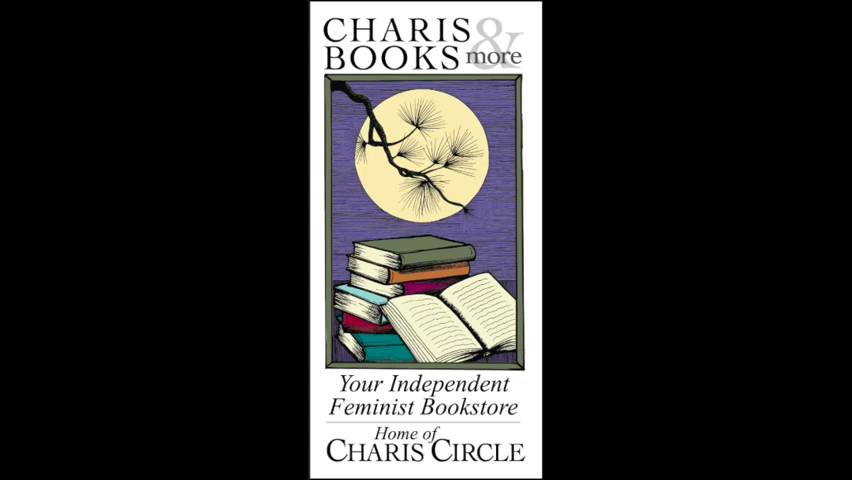 CHARIS &
BOOKS more
Your Independent
Feminist Bookstore
Home of
CHARIS CIRCLE